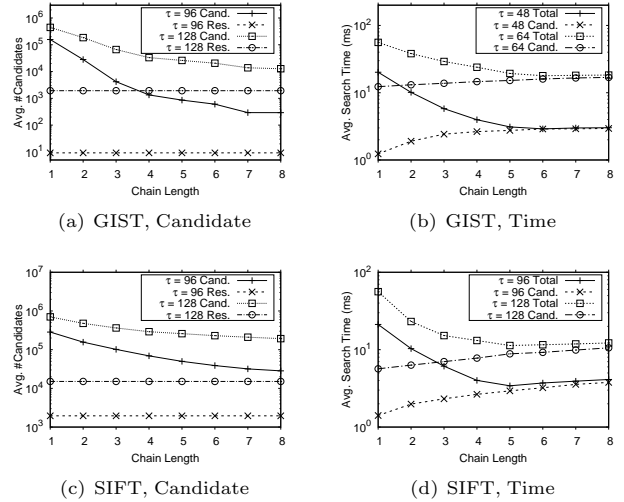 10^6
10^5
10^4
10^3
10^2
10^1
Avg. #Candidates
τ = 96 Cand.
τ = 96 Res.
τ = 128 Cand.
τ = 128 Res.
1 2 3 4 5 6 7 8
Chain Length
(a) GIST, Candidate
10^2
10^1
10^0
Avg. Search Time (ms)
τ = 48 Total
τ = 48 Cand.
τ = 64 Total
τ = 64 Cand.
1 2 3 4 5 6 7 8
Chain Length
(b) GIST, Time
10^7
10^6
10^5
10^4
10^3
Avg. #Candidates
τ = 96 Cand.
τ = 96 Res.
τ = 128 Cand.
τ = 128 Res.
1 2 3 4 5 6 7 8
Chain Length
(c) SIFT, Candidate
10^2
10^1
10^0
Avg. Search Time (ms)
τ = 96 Total
τ = 96 Cand.
τ = 128 Total
τ = 128 Cand.
1 2 3 4 5 6 7 8
Chain Length
(d) SIFT, Time